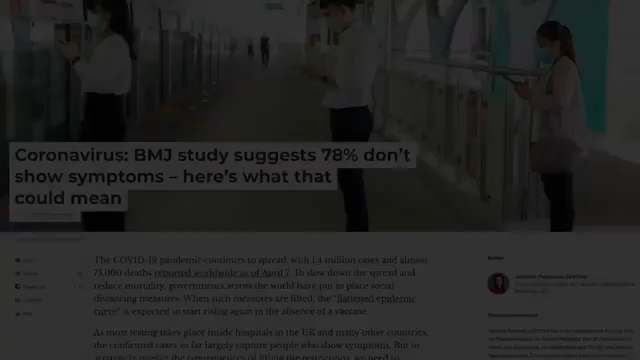 Coronavirus: BMJ study suggests 78% don't
show symptoms – here's what that
could mean
The COVID-19 pandemic continues to spread, with 1.4 million cases and almost
75,000 deaths reported worldwide as of April 7. To slow down the spread and
reduce mortality, governments across the world have put in place social
distancing measures. When such measures are lifted, the "flattened epidemic
curve" is expected to start rising again in the absence of a vaccine.
As most testing takes place inside hospitals in the UK and many other countries,
the confirmed cases so far largely capture people who show symptoms. But to